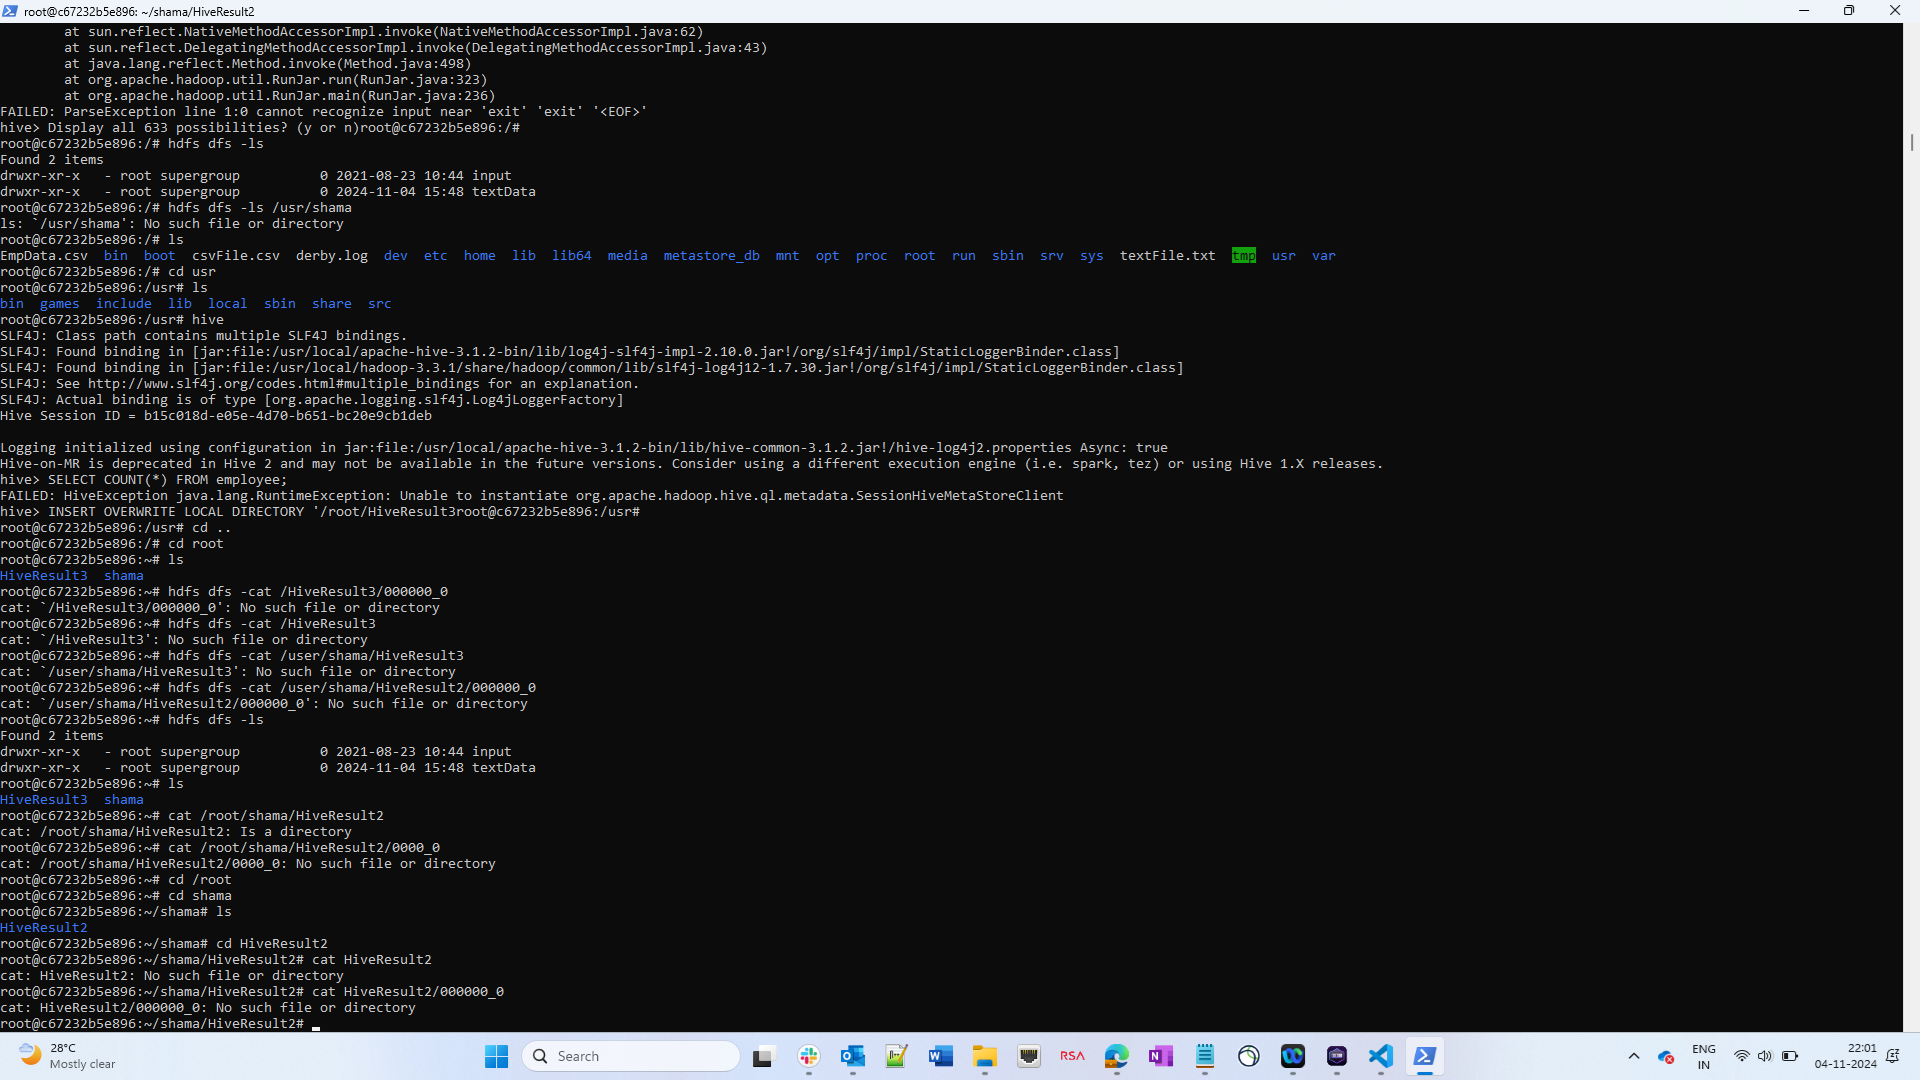 root@c67232b5e896: ~/shama/HiveResult2
at sun.reflect.NativeMethodAccessorImpl.invoke(NativeMethodAccessorImpl.java:62)
at sun.reflect.DelegatingMethodAccessorImpl.invoke(DelegatingMethodAccessorImpl.java:43)
at java.lang.reflect.Method.invoke(Method.java:498)
at org.apache.hadoop.util.RunJar.run(RunJar.java:323)
at org.apache.hadoop.util.RunJar.main(RunJar.java:236)
FAILED: ParseException line 1:0 cannot recognize input near 'exit' 'exit' '<EOF>'
hive> Display all 633 possibilities? (y or n)root@c67232b5e896:/#
root@c67232b5e896:/# hdfs dfs -ls
Found 2 items
drwxr-xr-x   - root supergroup          0 2021-08-23 10:44 input
drwxr-xr-x   - root supergroup          0 2024-11-04 15:48 textData
root@c67232b5e896:/# hdfs dfs -ls /usr/shama
ls: `/usr/shama': No such file or directory
root@c67232b5e896:/# ls
EmpData.csv  bin  boot  csvFile.csv  derby.log  dev  etc  home  lib  lib64  media  metastore_db  mnt  opt  proc  root  run  sbin  srv  sys  textFile.txt  tmp  usr  var
root@c67232b5e896:/# cd usr
root@c67232b5e896:/usr# ls
bin  games  include  lib  local  sbin  share  src
root@c67232b5e896:/usr# hive
SLF4J: Class path contains multiple SLF4J bindings.
SLF4J: Found binding in [jar:file:/usr/local/apache-hive-3.1.2-bin/lib/log4j-slf4j-impl-2.10.0.jar!/org/slf4j/impl/StaticLoggerBinder.class]
SLF4J: Found binding in [jar:file:/usr/local/hadoop-3.3.1/share/hadoop/common/lib/slf4j-log4j12-1.7.30.jar!/org/slf4j/impl/StaticLoggerBinder.class]
SLF4J: See http://www.slf4j.org/codes.html#multiple_bindings for an explanation.
SLF4J: Actual binding is of type [org.apache.logging.slf4j.Log4jLoggerFactory]
Hive Session ID = b15c018d-e05e-4d70-b651-bc20e9cb1deb
Logging initialized using configuration in jar:file:/usr/local/apache-hive-3.1.2-bin/lib/hive-common-3.1.2.jar!/hive-log4j2.properties Async: true
Hive-on-MR is deprecated in Hive 2 and may not be available in the future versions. Consider using a different execution engine (i.e. spark, tez) or using Hive 1.X releases.
hive> SELECT COUNT(*) FROM employee;
FAILED: HiveException java.lang.RuntimeException: Unable to instantiate org.apache.hadoop.hive.ql.metadata.SessionHiveMetaStoreClient
hive> INSERT OVERWRITE LOCAL DIRECTORY '/root/HiveResult3root@c67232b5e896:/usr#
root@c67232b5e896:/usr# cd ..
root@c67232b5e896:/# cd root
root@c67232b5e896:~# ls
HiveResult3  shama
root@c67232b5e896:~# hdfs dfs -cat /HiveResult3/000000_0
cat: `/HiveResult3/000000_0': No such file or directory
root@c67232b5e896:~# hdfs dfs -cat /HiveResult3
cat: `/HiveResult3': No such file or directory
root@c67232b5e896:~# hdfs dfs -cat /user/shama/HiveResult3
cat: `/user/shama/HiveResult3': No such file or directory
root@c67232b5e896:~# hdfs dfs -cat /user/shama/HiveResult2/000000_0
cat: `/user/shama/HiveResult2/000000_0': No such file or directory
root@c67232b5e896:~# hdfs dfs -ls
Found 2 items
drwxr-xr-x   - root supergroup          0 2021-08-23 10:44 input
drwxr-xr-x   - root supergroup          0 2024-11-04 15:48 textData
root@c67232b5e896:~# ls
HiveResult3  shama
root@c67232b5e896:~# cat /root/shama/HiveResult2
cat: /root/shama/HiveResult2: Is a directory
root@c67232b5e896:~# cat /root/shama/HiveResult2/0000_0
cat: /root/shama/HiveResult2/0000_0: No such file or directory
root@c67232b5e896:~# cd /root
root@c67232b5e896:~# cd shama
root@c67232b5e896:~/shama# ls
HiveResult2
root@c67232b5e896:~/shama# cd HiveResult2
root@c67232b5e896:~/shama/HiveResult2# cat HiveResult2
cat: HiveResult2: No such file or directory
root@c67232b5e896:~/shama/HiveResult2# cat HiveResult2/000000_0
cat: HiveResult2/000000_0: No such file or directory
root@c67232b5e896:~/shama/HiveResult2#
28°C
Mostly clear
Search
RSA
ENG
IN
22:01
04-11-2024